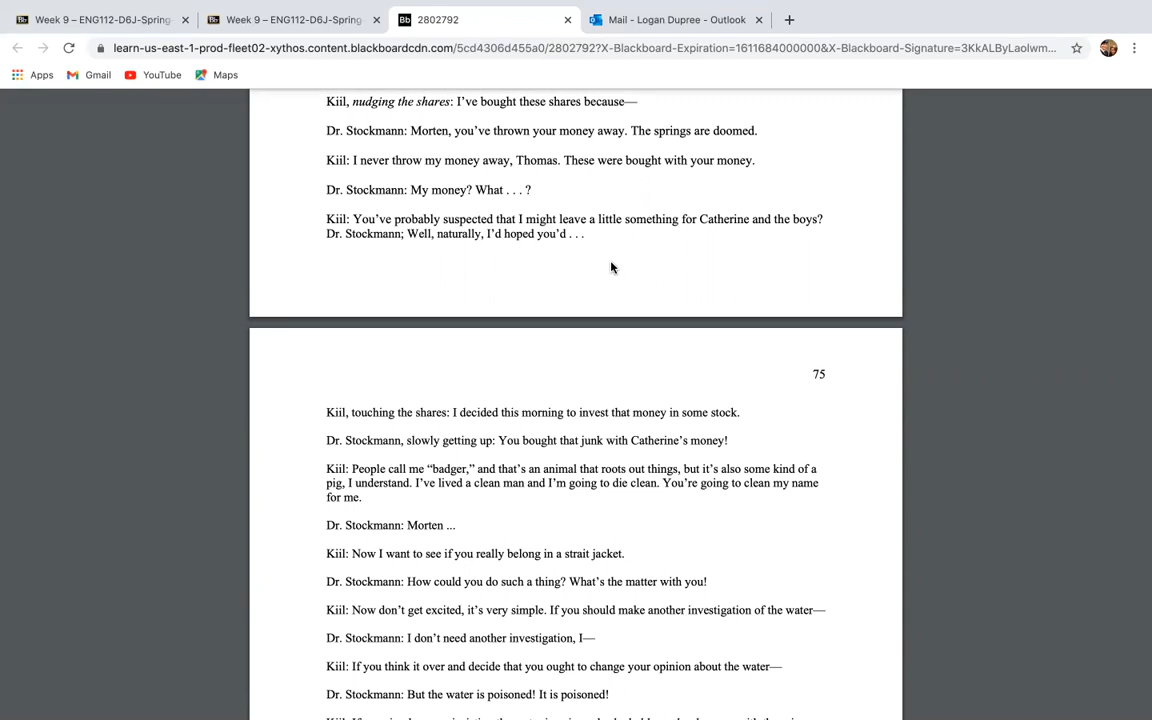 Week 9 – ENG112-D6J-Spring-
Week 9 – ENG112-D6J-Spring
Bb 2802792
Mail - Logan Dupree - Outlook
learn-us-east-1-prod-fleet02-xythos.content.blackboardcdn.com/5cd4306d455a0/2802792?X-Blackboard-Expiration=1611684000000&X-Blackboard-Signature=3KkALByLaolwm...
Apps
Gmail
YouTube
Maps
Kiil, nudging the shares: I've bought these shares because—
Dr. Stockmann: Morten, you've thrown your money away. The springs are doomed.
Kiil: I never throw my money away, Thomas. These were bought with your money.
Dr. Stockmann: My money? What . . . ?
Kiil: You've probably suspected that I might leave a little something for Catherine and the boys?
Dr. Stockmann; Well, naturally, I'd hoped you'd . . .
75
Kiil, touching the shares: I decided this morning to invest that money in some stock.
Dr. Stockmann, slowly getting up: You bought that junk with Catherine's money!
Kiil: People call me “badger,” and that's an animal that roots out things, but it's also some kind of a
pig, I understand. I've lived a clean man and I'm going to die clean. You're going to clean my name
for me.
Dr. Stockmann: Morten ...
Kiil: Now I want to see if you really belong in a strait jacket.
Dr. Stockmann: How could you do such a thing? What's the matter with you!
Kiil: Now don't get excited, it's very simple. If you should make another investigation of the water—
Dr. Stockmann: I don't need another investigation, I—
Kiil: If you think it over and decide that you ought to change your opinion about the water—
Dr. Stockmann: But the water is poisoned! It is poisoned!